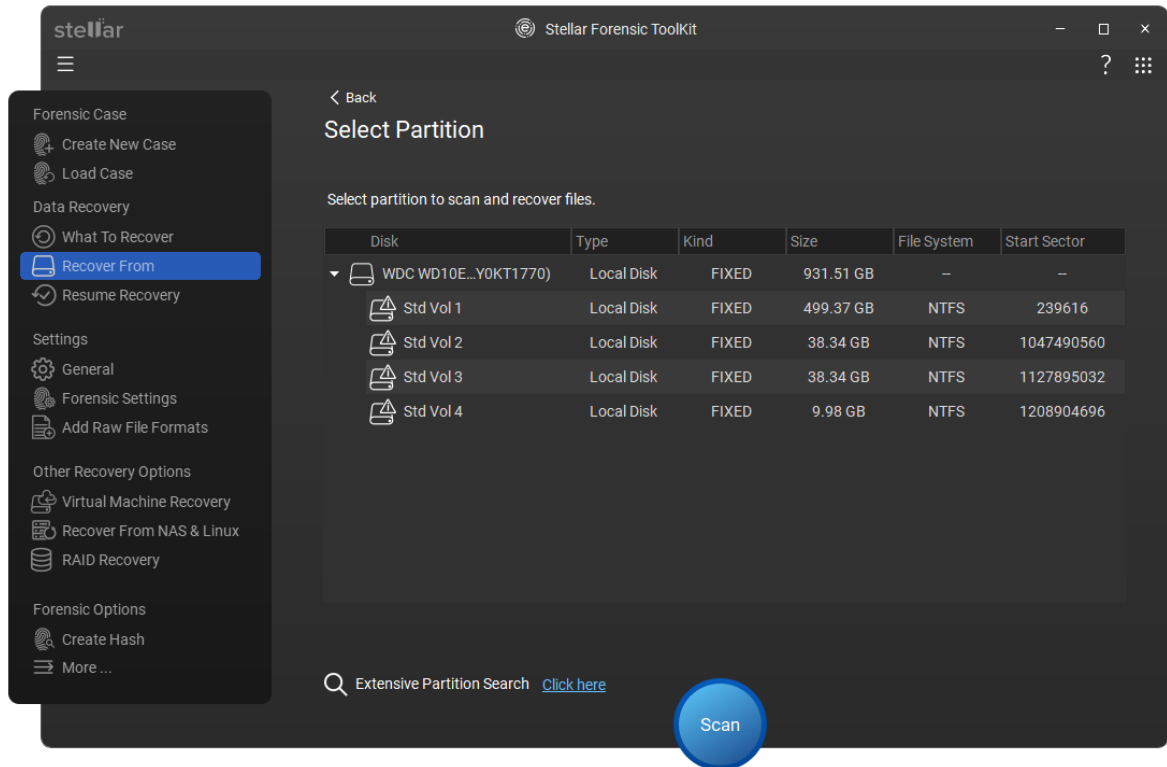 stellar
Stellar Forensic ToolKit
?
Forensic Case
Create New Case
Load Case
Data Recovery
What To Recover
Recover From
Resume Recovery
Settings
General
Forensic Settings
Add Raw File Formats
Other Recovery Options
Virtual Machine Recovery
Recover From NAS & Linux
RAID Recovery
Forensic Options
Create Hash
More ...
Back
Select Partition
Select partition to scan and recover files.
Disk Type Kind Size File System Start Sector
WDC WD10E...Y0KT1770) Local Disk FIXED 931.51 GB -- --
Std Vol 1 Local Disk FIXED 499.37 GB NTFS 239616
Std Vol 2 Local Disk FIXED 38.34 GB NTFS 1047490560
Std Vol 3 Local Disk FIXED 38.34 GB NTFS 1127895032
Std Vol 4 Local Disk FIXED 9.98 GB NTFS 1208904696
Extensive Partition Search Click here
Scan